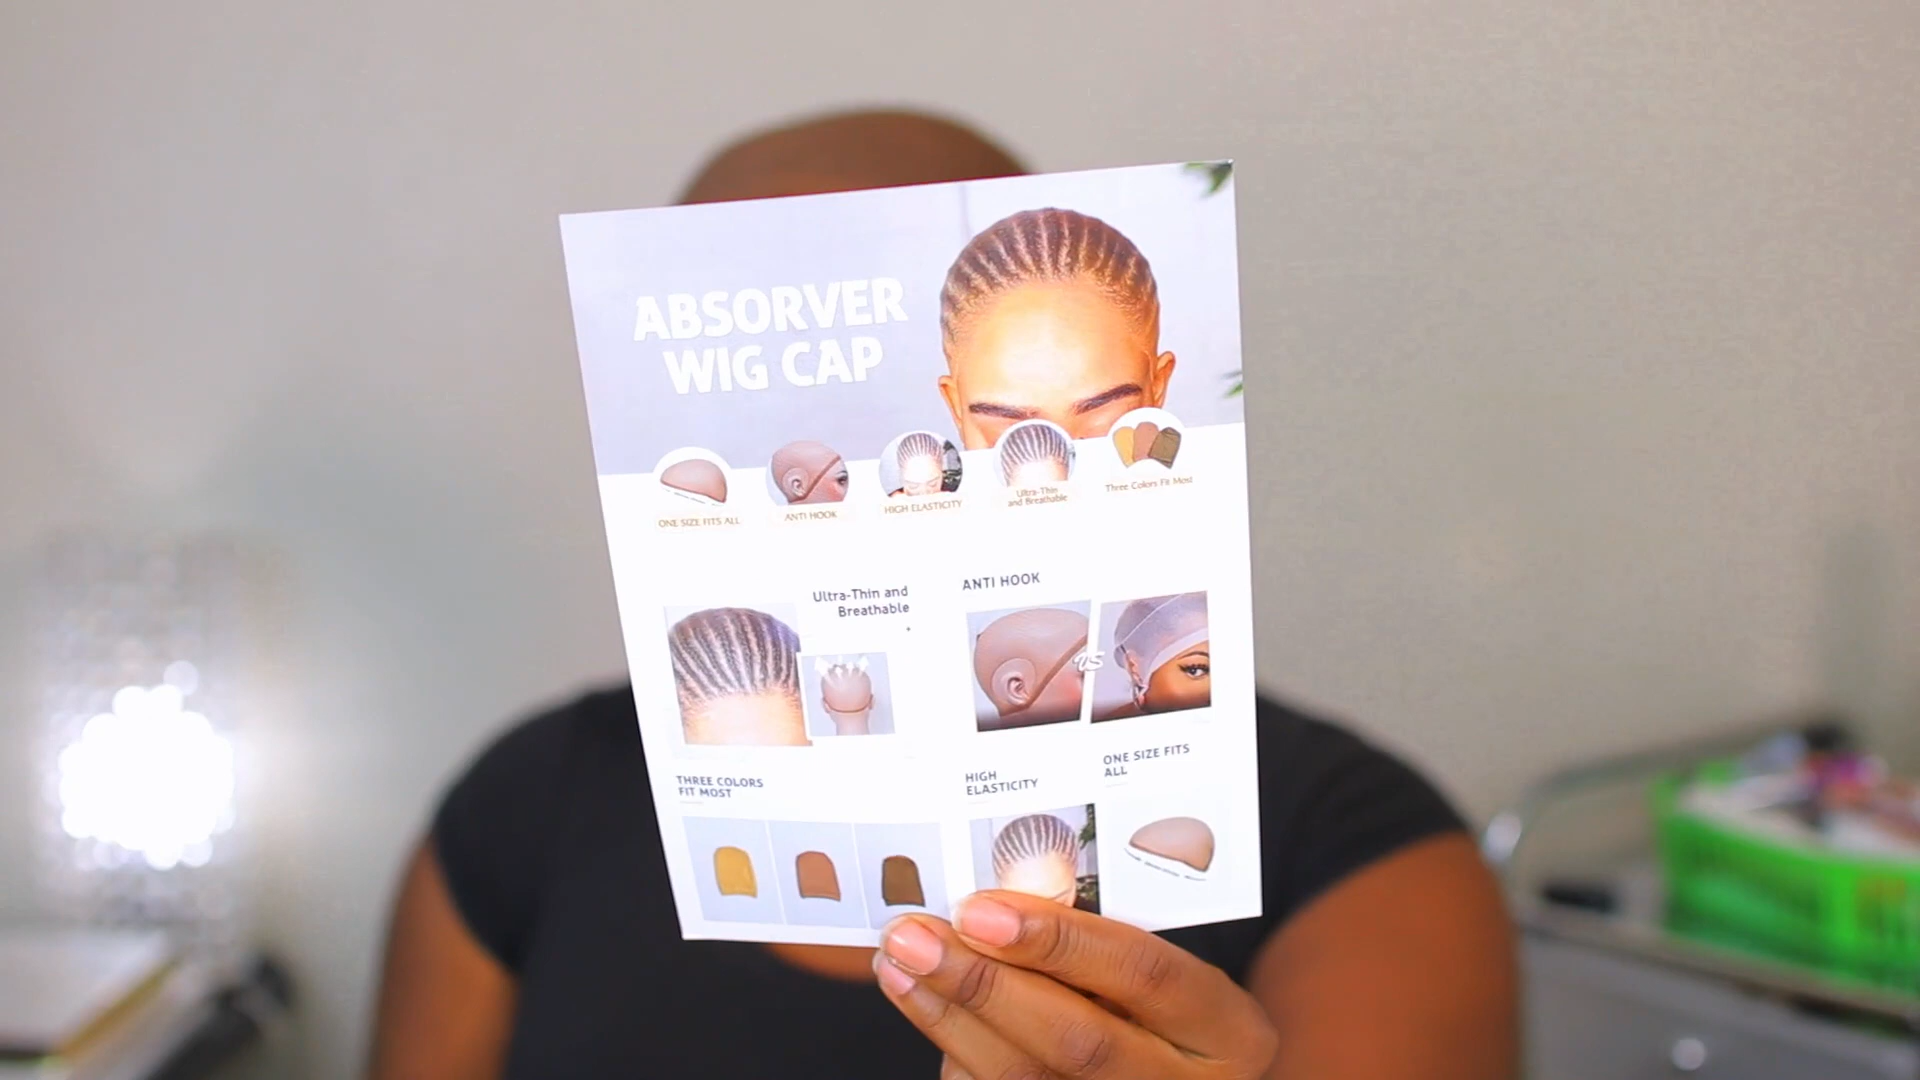 ABSORVER
WIG CAP
ONE SIZE FITS ALL
ANTI HOOK
HIGH ELASTICITY
Ultra-Thin
and Breathable
Three Colors Fit Most
Ultra-Thin and
Breathable
ANTI HOOK
VS
THREE COLORS
FIT MOST
HIGH
ELASTICITY
ONE SIZE FITS
ALL